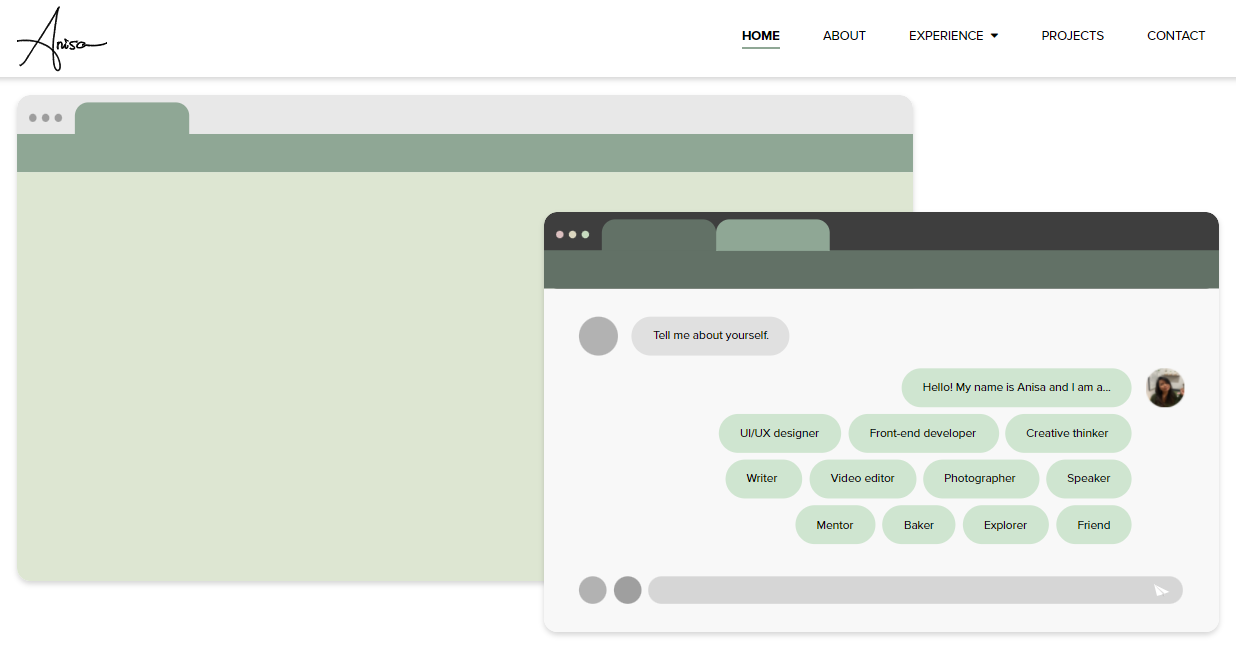 Anisa
HOME ABOUT EXPERIENCE PROJECTS CONTACT
Tell me about yourself.
Hello! My name is Anisa and I am a...
UI/UX designer Front-end developer Creative thinker
Writer Video editor Photographer Speaker
Mentor Baker Explorer Friend